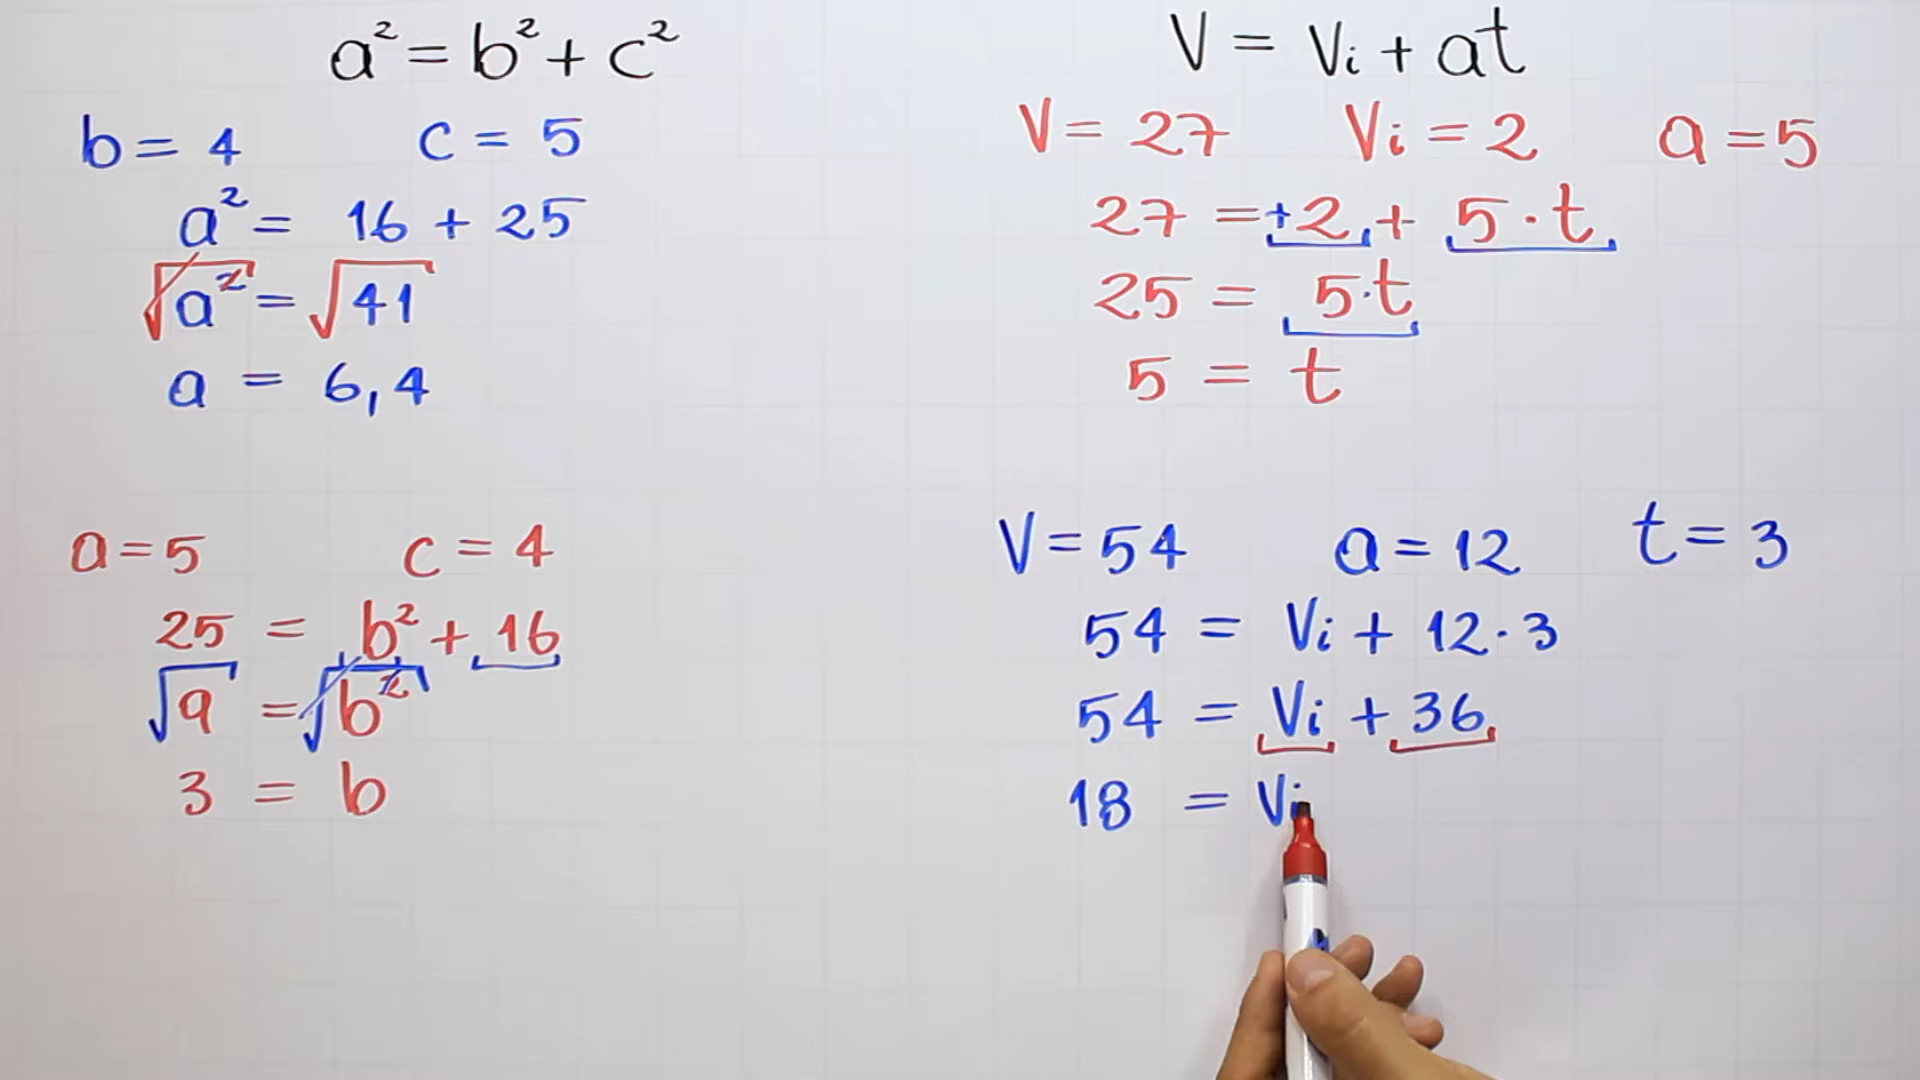 a² = b² + c²
b = 4 c = 5
a² = 16 + 25
√a² = √41
a = 6,4
a = 5 c = 4
25 = b² + 16
√9 = √b²
3 = b
V = Vi + at
V = 27 Vi = 2 a = 5
27 = +2 + 5·t
25 = 5·t
5 = t
V = 54 a = 12 t = 3
54 = Vi + 12·3
54 = Vi + 36
18 = Vi